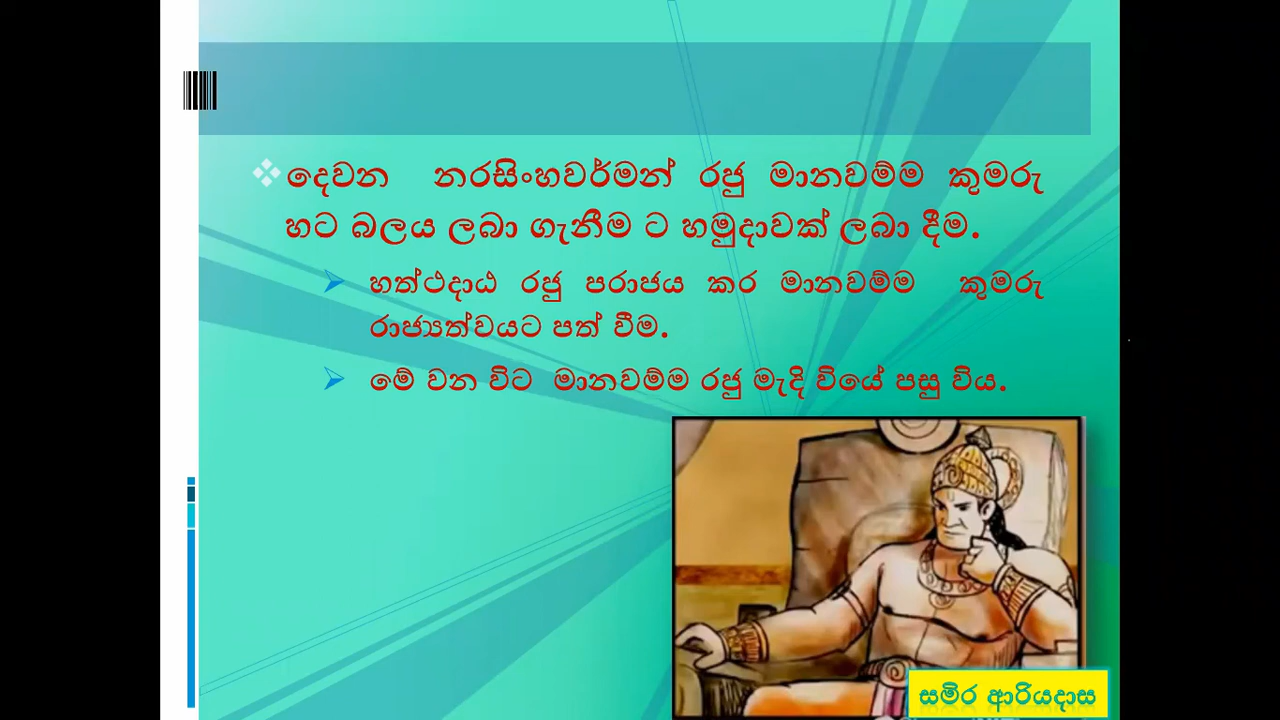 දෙවන නරසිංහවර්මන් රජු මානවම්ම කුමරු
හට බලය ලබා ගැනීම ට හමුදාවක් ලබා දීම.
හත්ථදාඨ රජු පරාජය කර මානවම්ම කුමරු
රාජ්‍යත්වයට පත් වීම.
මේ වන විට මානවම්ම රජු මැදි වියේ පසු විය.
සමිර ආරියදාස